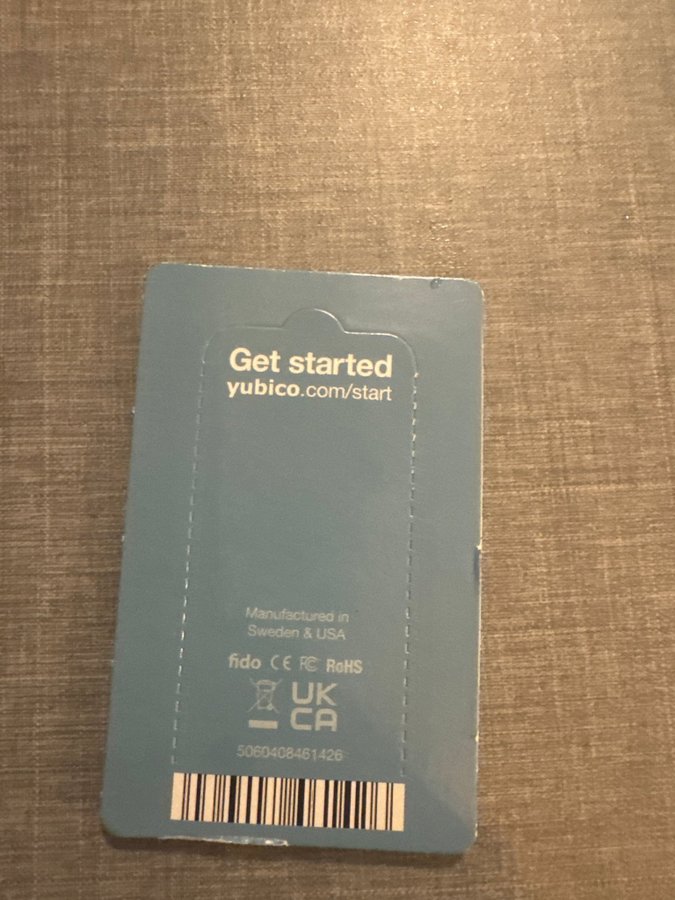 Get started
yubico.com/start
Manufactured in
Sweden & USA
fido CE FC RoHS
UK
CA
5060408461426